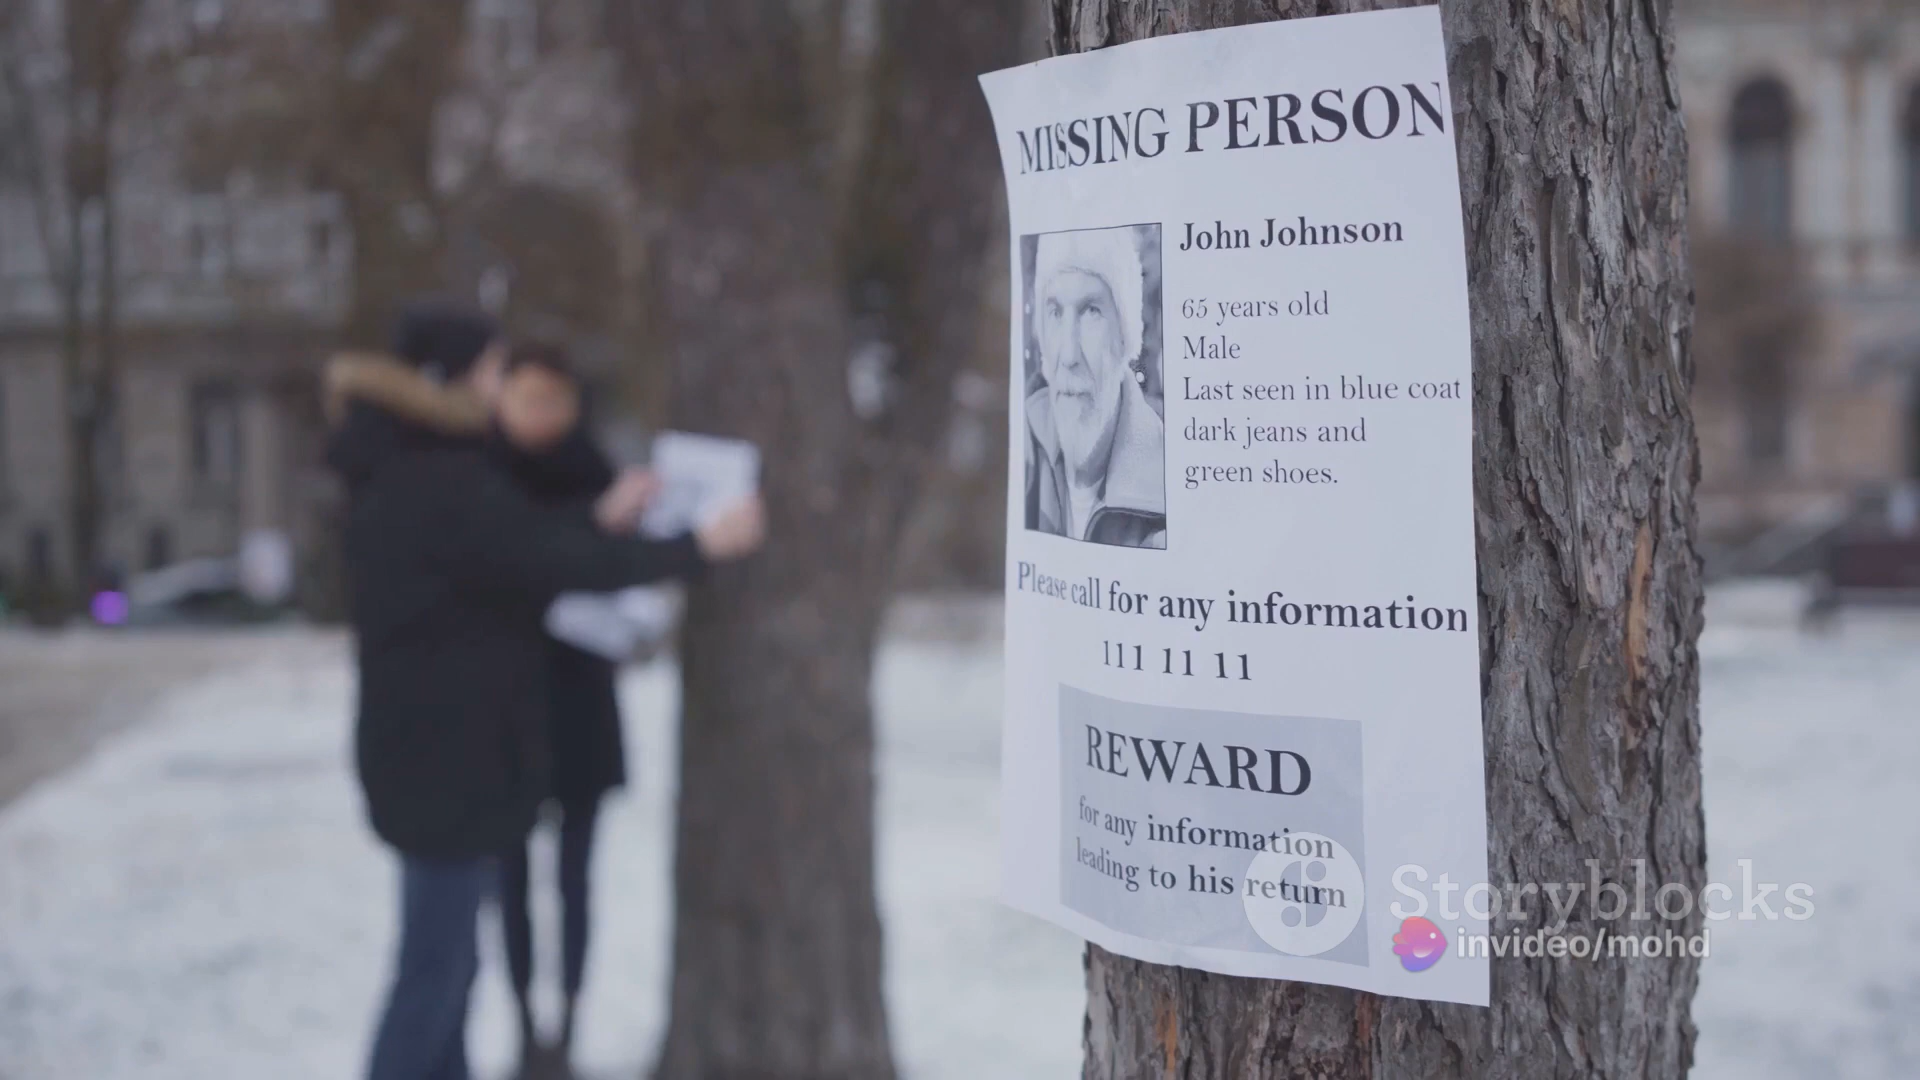 MISSING PERSON
John Johnson
65 years old
Male
Last seen in blue coat
dark jeans and
green shoes.
Please call for any information
111 11 11
REWARD
for any information
leading to his return
Storyblocks
invideo/mohd